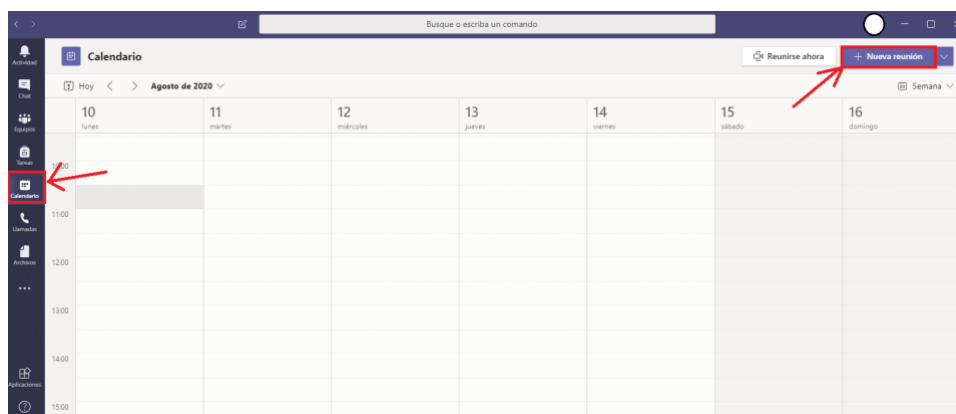 Busque o escriba un comando
Actividad
Chat
Equipos
Tareas
Calendario
Llamadas
Archivos
Aplicaciones
Calendario
Reunirse ahora
+ Nueva reunión
Hoy
Agosto de 2020
Semana
10
lunes
11
martes
12
miércoles
13
jueves
14
viernes
15
sábado
16
domingo
10:00
11:00
12:00
13:00
14:00
15:00